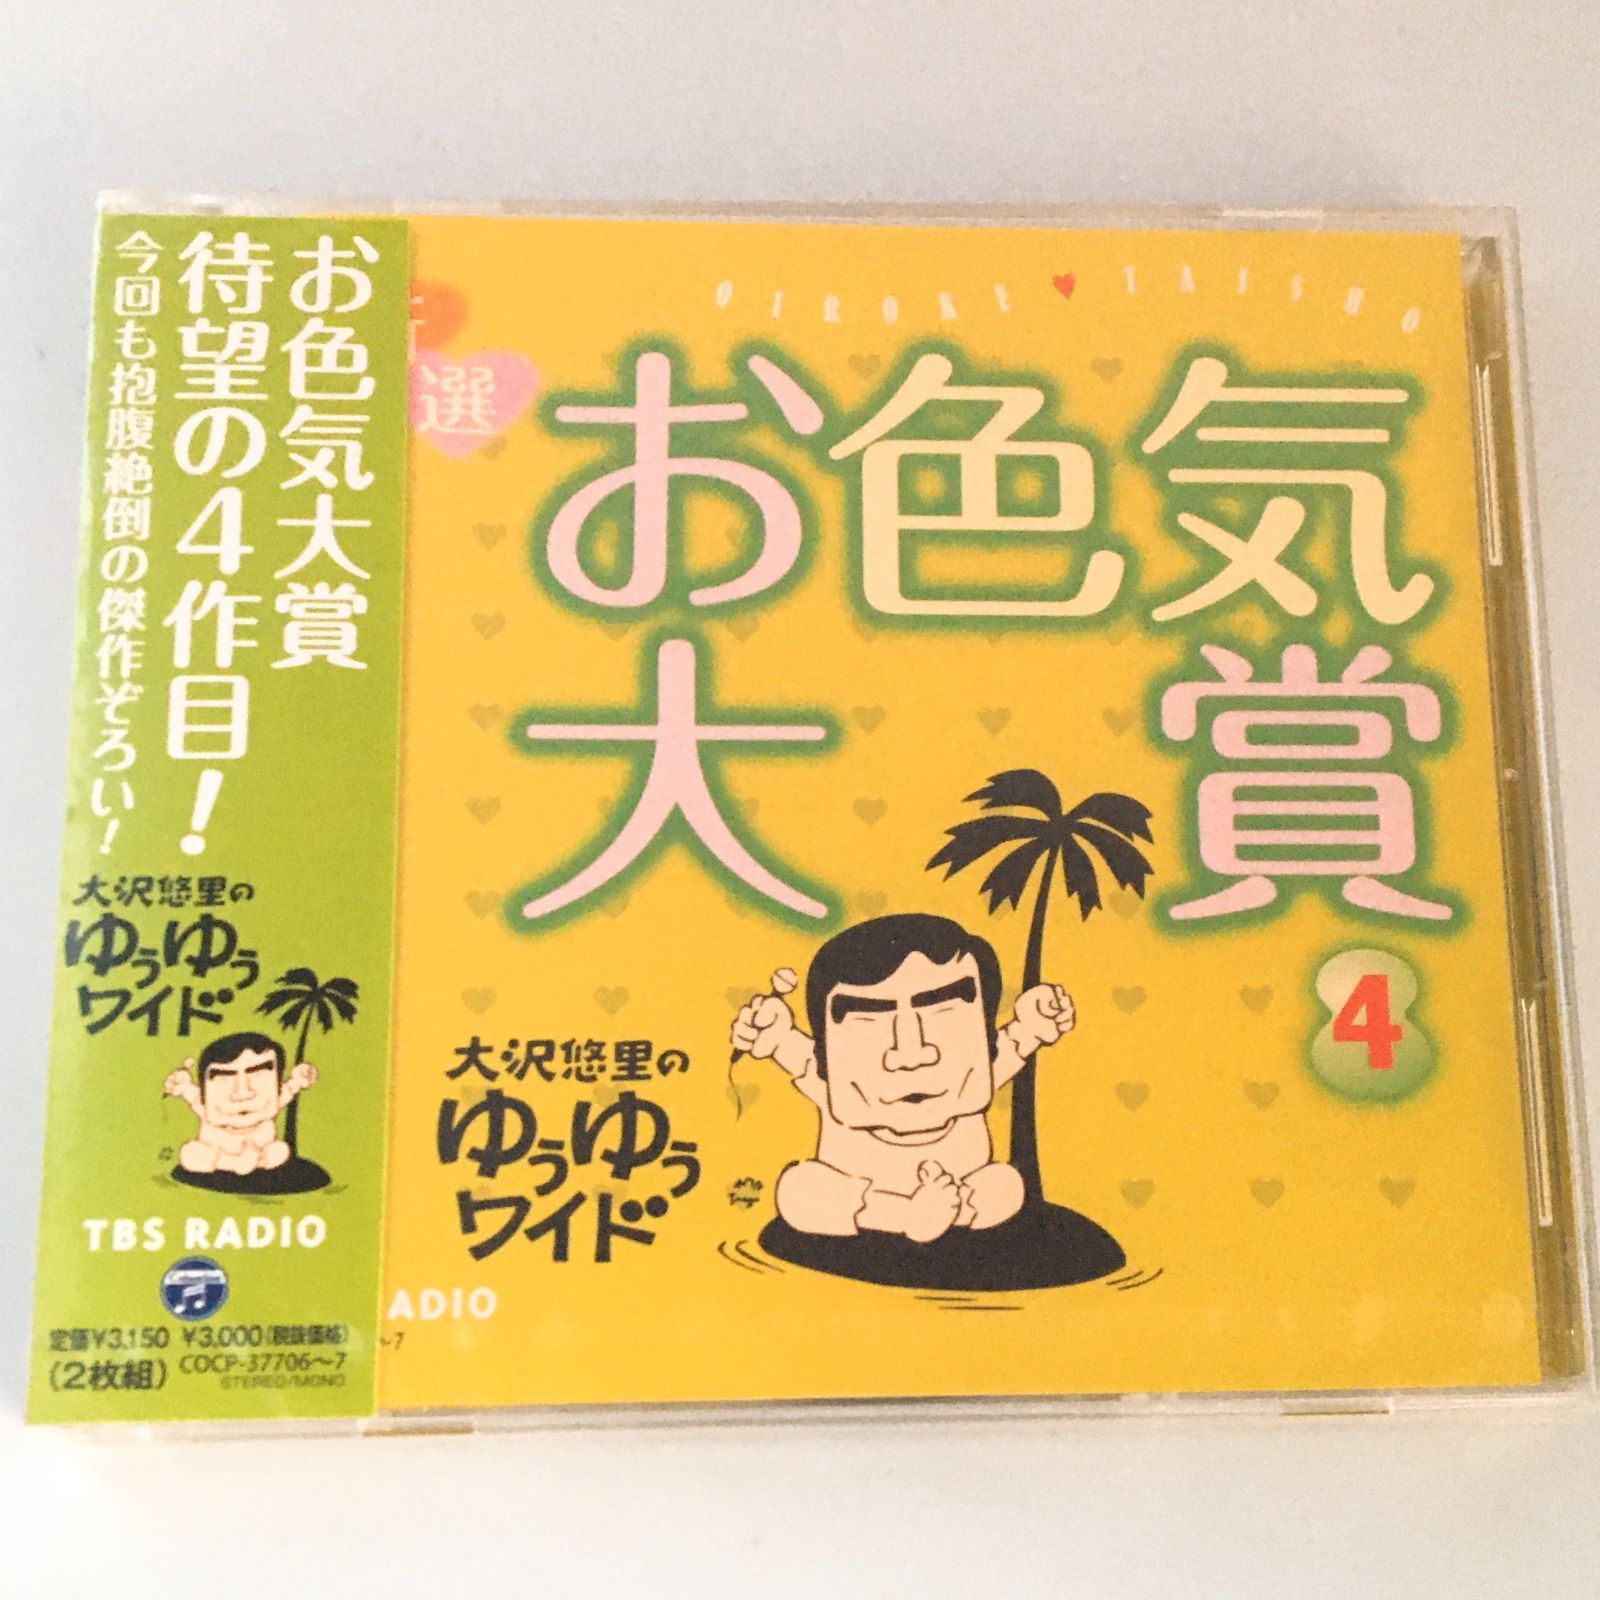 お色気大賞
待望の4作目!
今回も抱腹絶倒の傑作ぞろい!
大沢悠里の
ゆうゆう
ワイド
TBS RADIO
Columbia
定価¥3,150 ¥3,000(税抜価格)
(2枚組) COCP-37706〜7
STEREO/MONO
OIROKE TAISHO
選
お色気
大賞
4
大沢悠里の
ゆうゆう
ワイド
ADIO
〜7